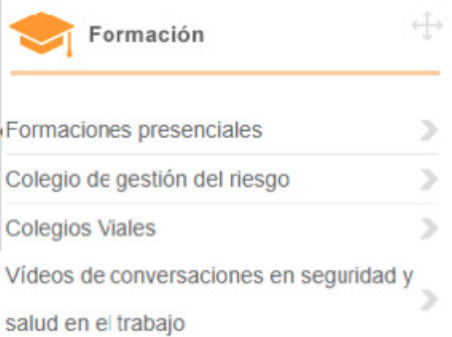 Formación
Formaciones presenciales
Colegio de gestión del riesgo
Colegios Viales
Vídeos de conversaciones en seguridad y
salud en el trabajo